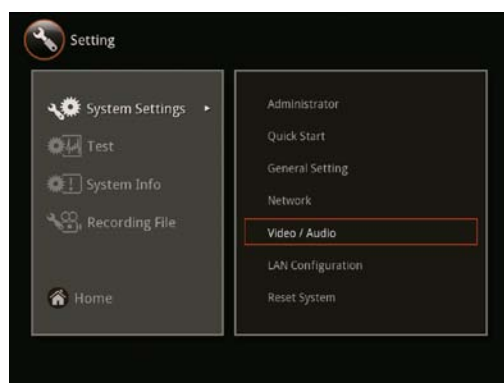 Setting
System Settings
Test
System Info
Recording File
Home
Administrator
Quick Start
General Setting
Network
Video / Audio
LAN Configuration
Reset System